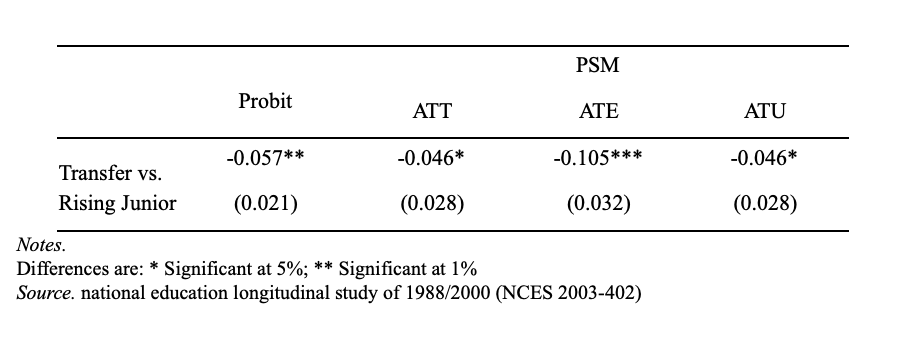 PSM
Probit ATT ATE ATU
Transfer vs. Rising Junior -0.057** -0.046* -0.105*** -0.046*
(0.021) (0.028) (0.032) (0.028)
Notes.
Differences are: * Significant at 5%; ** Significant at 1%
Source. national education longitudinal study of 1988/2000 (NCES 2003-402)